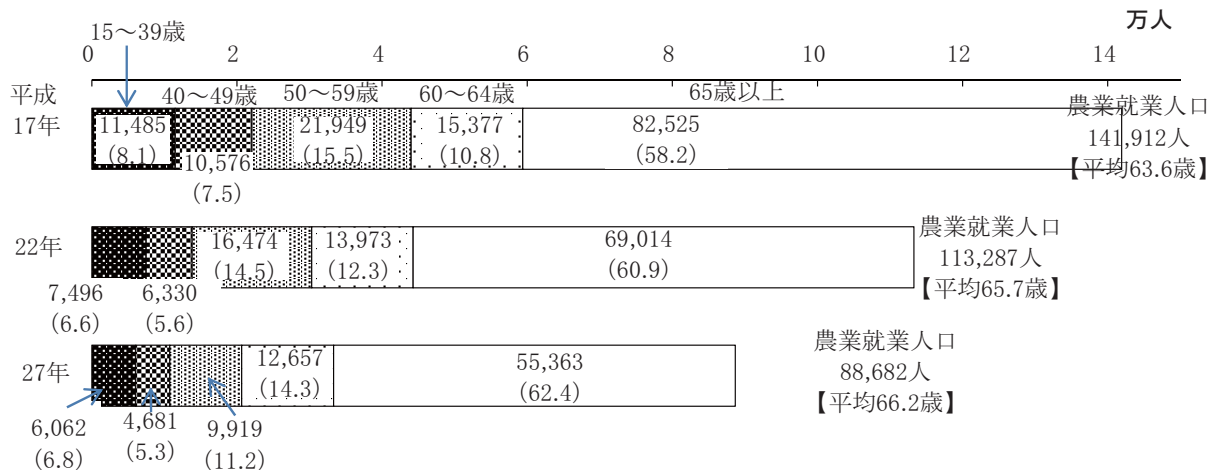 万人
15～39歳
0 2 4 6 8 10 12 14
平成
17年
40～49歳 50～59歳 60～64歳 65歳以上
11,485 21,949 15,377 82,525
(8.1) (15.5) (10.8) (58.2)
10,576
(7.5)
農業就業人口
141,912人
【平均63.6歳】
22年
16,474 13,973 69,014
(14.5) (12.3) (60.9)
7,496 6,330
(6.6) (5.6)
農業就業人口
113,287人
【平均65.7歳】
27年
12,657 55,363
(14.3) (62.4)
6,062 4,681 9,919
(6.8) (5.3) (11.2)
農業就業人口
88,682人
【平均66.2歳】